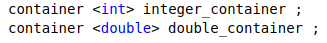 container <int> integer_container ;
container <double> double_container ;